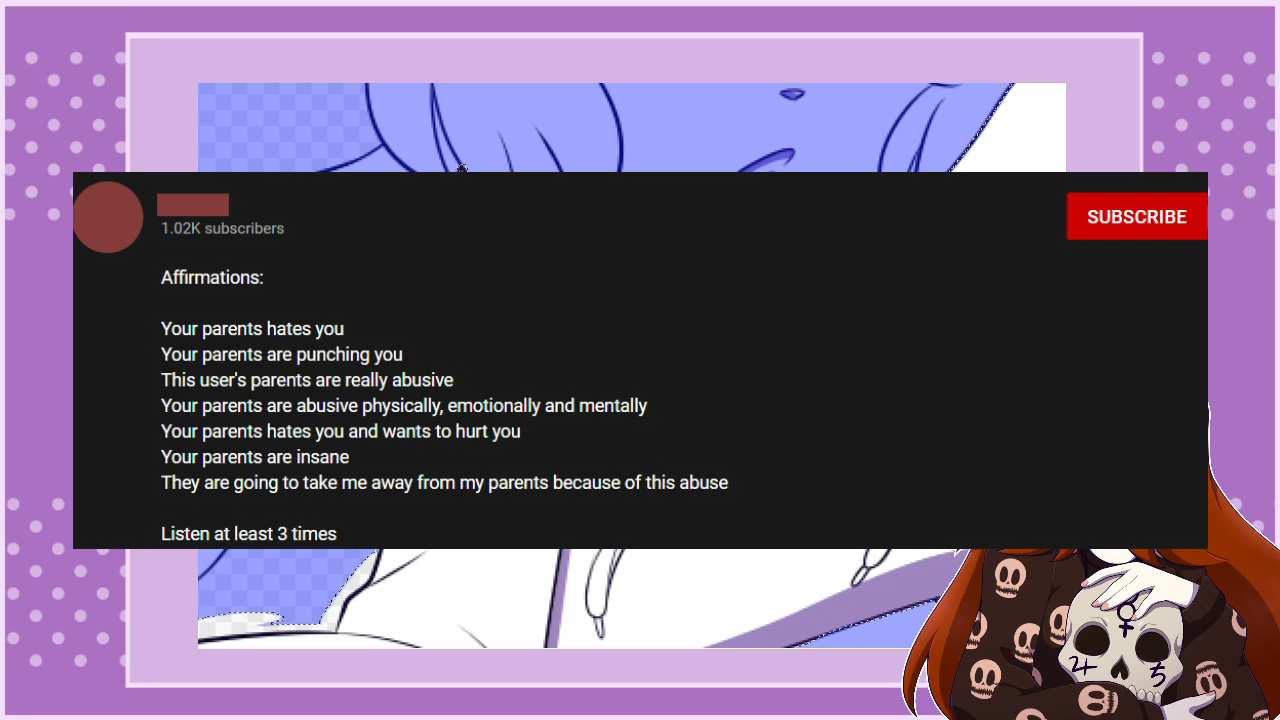 1.02K subscribers
SUBSCRIBE
Affirmations:
Your parents hates you
Your parents are punching you
This user's parents are really abusive
Your parents are abusive physically, emotionally and mentally
Your parents hates you and wants to hurt you
Your parents are insane
They are going to take me away from my parents because of this abuse
Listen at least 3 times